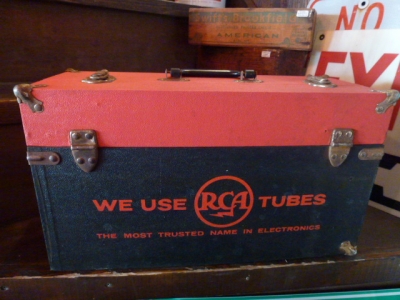 AMERICAN
NO
WE USE RCA TUBES
THE MOST TRUSTED NAME IN ELECTRONICS